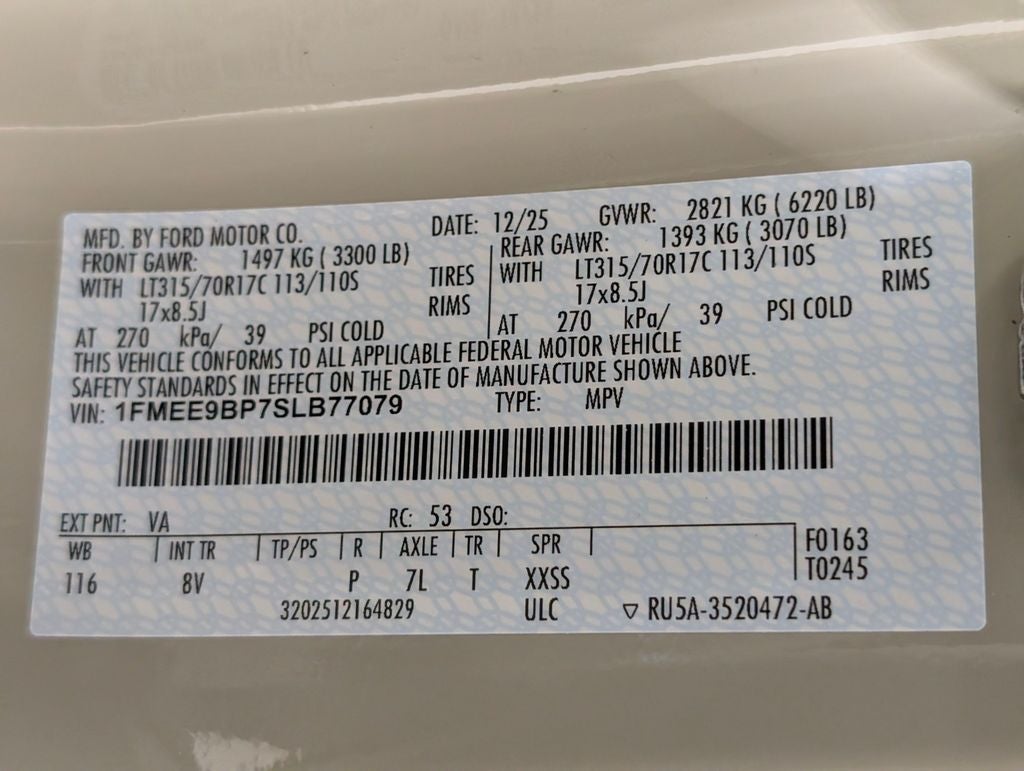 MFD. BY FORD MOTOR CO. DATE: 12/25 GVWR: 2821 KG ( 6220 LB)
FRONT GAWR: 1497 KG ( 3300 LB) REAR GAWR: 1393 KG ( 3070 LB)
WITH LT315/70R17C 113/110S TIRES WITH LT315/70R17C 113/110S TIRES
17x8.5J RIMS 17x8.5J RIMS
AT 270 kPa/ 39 PSI COLD AT 270 kPa/ 39 PSI COLD
THIS VEHICLE CONFORMS TO ALL APPLICABLE FEDERAL MOTOR VEHICLE
SAFETY STANDARDS IN EFFECT ON THE DATE OF MANUFACTURE SHOWN ABOVE.
VIN: 1FMEE9BP7SLB77079 TYPE: MPV
EXT PNT: VA RC: 53 DSO:
WB INT TR TP/PS R AXLE TR SPR F0163
116 8V P 7L T XXSS T0245
3202512164829 ULC ▽ RU5A-3520472-AB